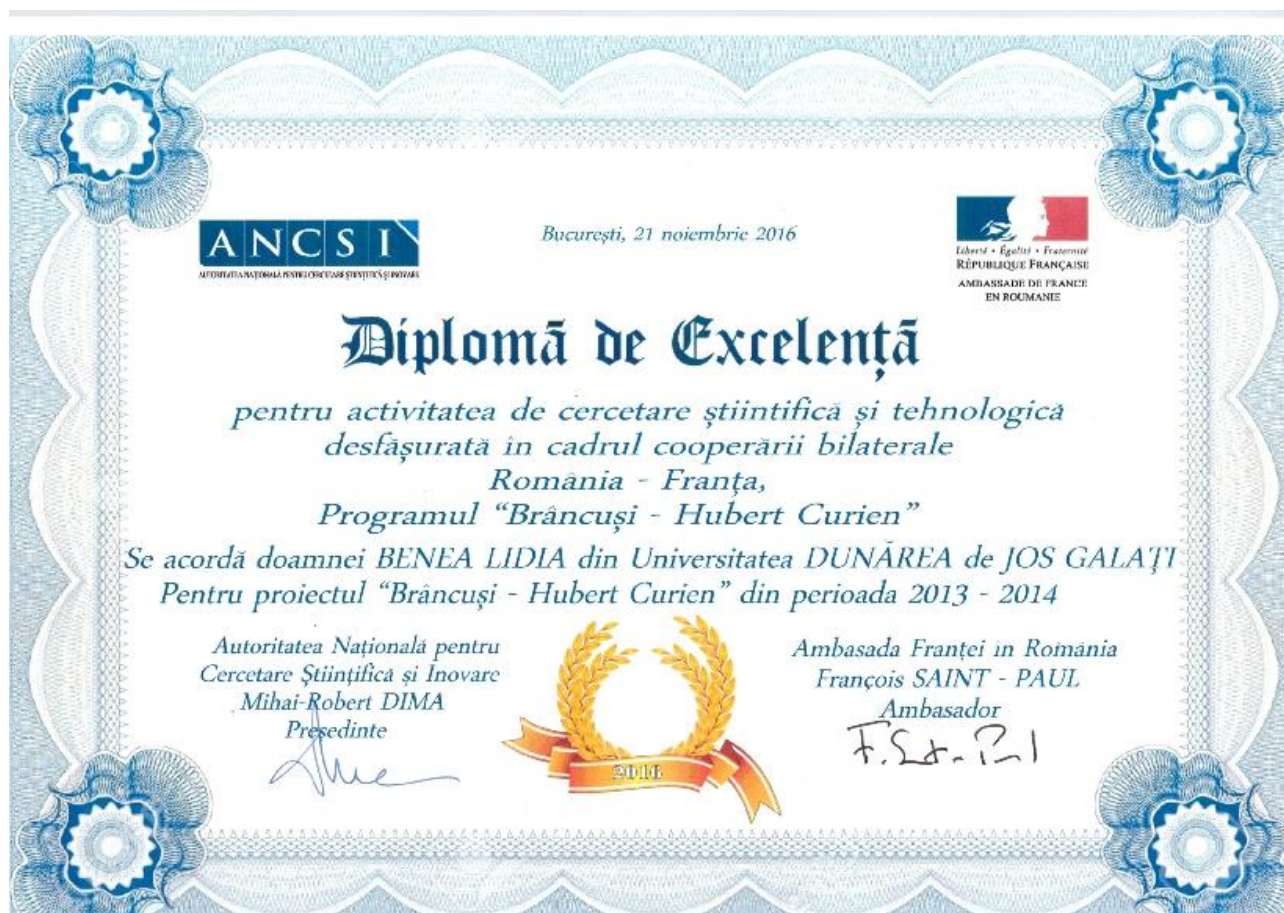 ANCSI
AUTORITATEA NAȚIONALĂ PENTRU CERCETARE ȘTIINȚIFICĂ ȘI INOVARE
București, 21 noiembrie 2016
Liberté • Égalité • Fraternité
RÉPUBLIQUE FRANÇAISE
AMBASSADE DE FRANCE
EN ROUMANIE
Diplomă de Excelență
pentru activitatea de cercetare științifică și tehnologică
desfășurată în cadrul cooperării bilaterale
România - Franța,
Programul “Brâncuși - Hubert Curien”
Se acordă doamnei BENEA LIDIA din Universitatea DUNĂREA de JOS GALAȚI
Pentru proiectul “Brâncuși - Hubert Curien” din perioada 2013 - 2014
Autoritatea Națională pentru
Cercetare Științifică și Inovare
Mihai-Robert DIMA
Președinte
Ambasada Franței in România
François SAINT - PAUL
Ambasador
F. St-Paul
2016